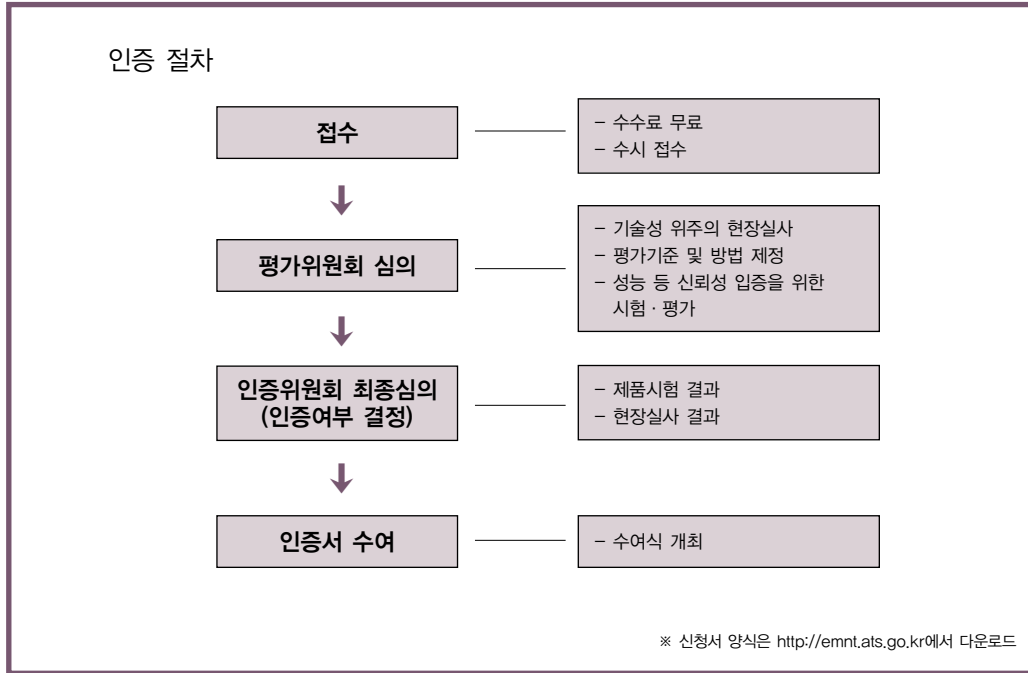 인증 절차
접수
– 수수료 무료
– 수시 접수
평가위원회 심의
– 기술성 위주의 현장실사
– 평가기준 및 방법 제정
– 성능 등 신뢰성 입증을 위한
시험 · 평가
인증위원회 최종심의
(인증여부 결정)
– 제품시험 결과
– 현장실사 결과
인증서 수여
– 수여식 개최
※ 신청서 양식은 http://emnt.ats.go.kr에서 다운로드